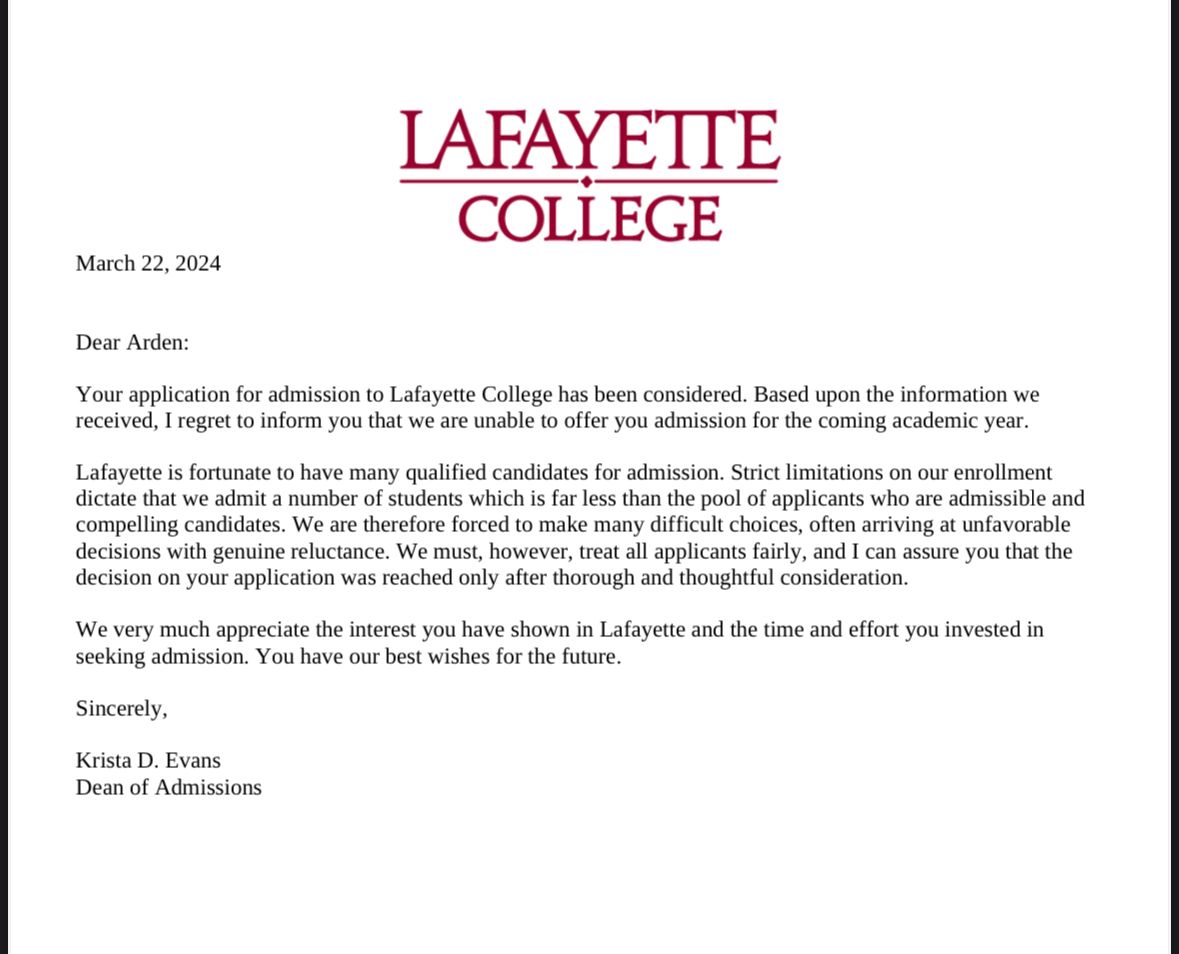 LAFAYETTE
COLLEGE
March 22, 2024
Dear Arden:
Your application for admission to Lafayette College has been considered. Based upon the information we
received, I regret to inform you that we are unable to offer you admission for the coming academic year.
Lafayette is fortunate to have many qualified candidates for admission. Strict limitations on our enrollment
dictate that we admit a number of students which is far less than the pool of applicants who are admissible and
compelling candidates. We are therefore forced to make many difficult choices, often arriving at unfavorable
decisions with genuine reluctance. We must, however, treat all applicants fairly, and I can assure you that the
decision on your application was reached only after thorough and thoughtful consideration.
We very much appreciate the interest you have shown in Lafayette and the time and effort you invested in
seeking admission. You have our best wishes for the future.
Sincerely,
Krista D. Evans
Dean of Admissions